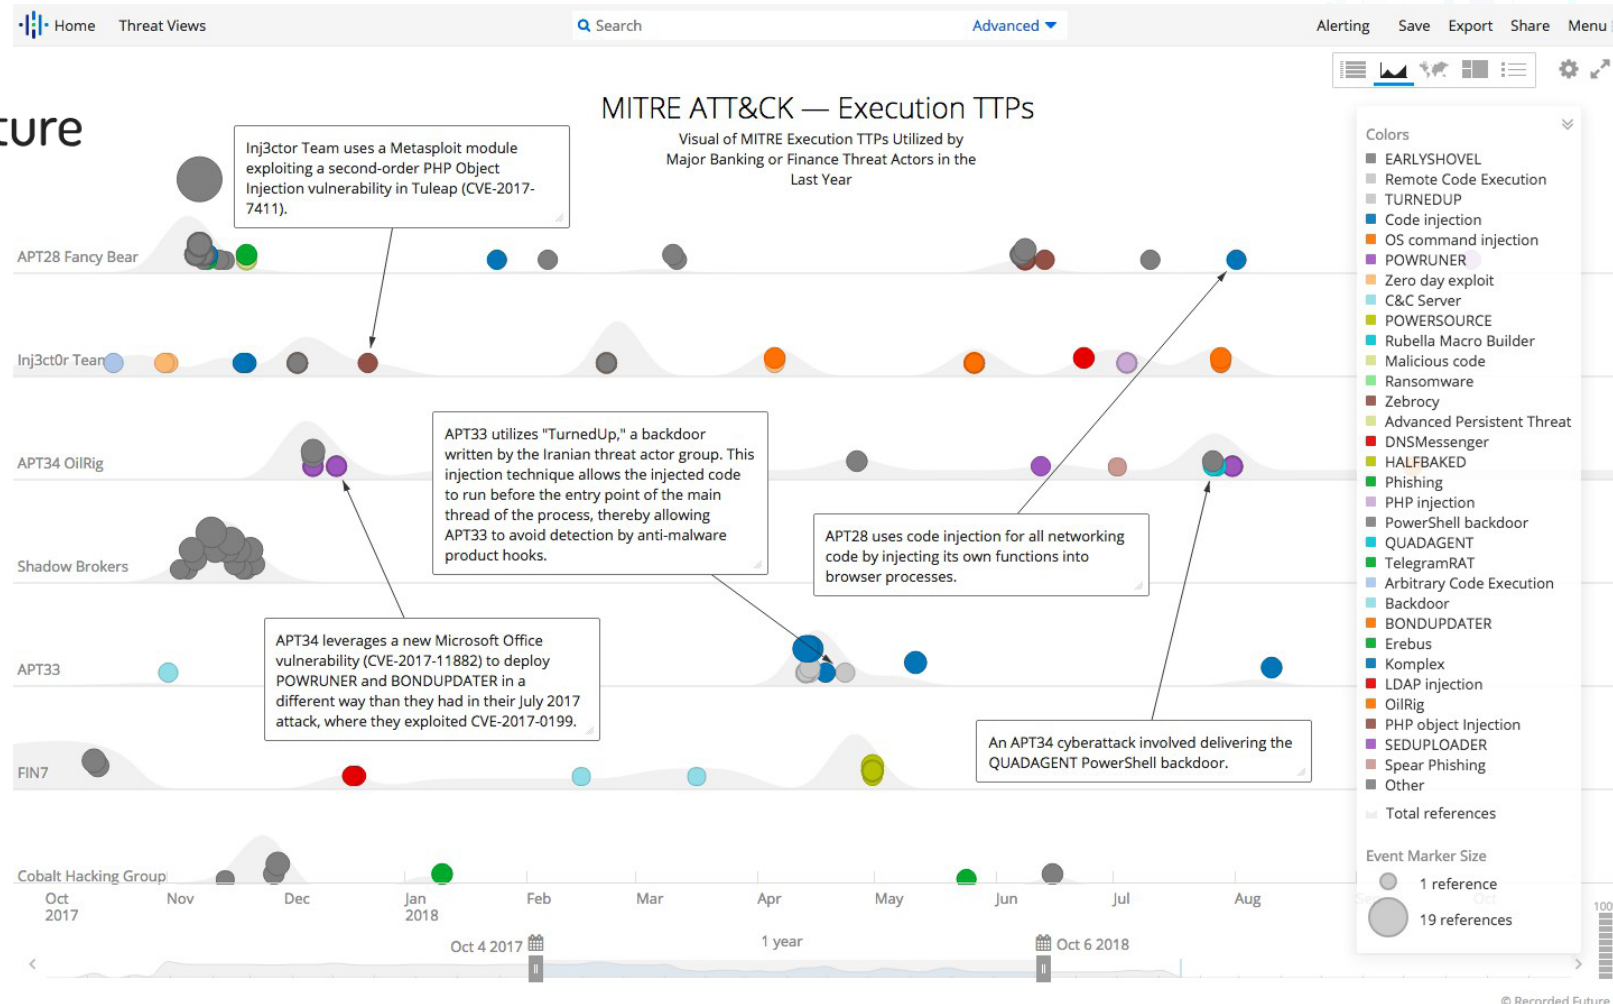 Home Threat Views Search Advanced Alerting Save Export Share Menu
ture
MITRE ATT&CK — Execution TTPs
Visual of MITRE Execution TTPs Utilized by
Major Banking or Finance Threat Actors in the
Last Year
Inj3ctor Team uses a Metasploit module
exploiting a second-order PHP Object
Injection vulnerability in Tuleap (CVE-2017-
7411).
APT28 Fancy Bear
Inj3ct0r Team
APT34 OilRig
APT33 utilizes "TurnedUp," a backdoor
written by the Iranian threat actor group. This
injection technique allows the injected code
to run before the entry point of the main
thread of the process, thereby allowing
APT33 to avoid detection by anti-malware
product hooks.
APT28 uses code injection for all networking
code by injecting its own functions into
browser processes.
Shadow Brokers
APT34 leverages a new Microsoft Office
vulnerability (CVE-2017-11882) to deploy
POWRUNER and BONDUPDATER in a
different way than they had in their July 2017
attack, where they exploited CVE-2017-0199.
APT33
An APT34 cyberattack involved delivering the
QUADAGENT PowerShell backdoor.
FIN7
Cobalt Hacking Group
Oct Nov Dec Jan Feb Mar Apr May Jun Jul Aug Oct
2017 2018
Oct 4 2017 1 year Oct 6 2018
Colors
EARLYSHOVEL
Remote Code Execution
TURNEDUP
Code injection
OS command injection
POWRUNER
Zero day exploit
C&C Server
POWERSOURCE
Rubella Macro Builder
Malicious code
Ransomware
Zebrocy
Advanced Persistent Threat
DNSMessenger
HALFBAKED
Phishing
PHP injection
PowerShell backdoor
QUADAGENT
TelegramRAT
Arbitrary Code Execution
Backdoor
BONDUPDATER
Erebus
Komplex
LDAP injection
OilRig
PHP object Injection
SEDUPLOADER
Spear Phishing
Other
Total references
Event Marker Size
1 reference
19 references
100
© Recorded Future